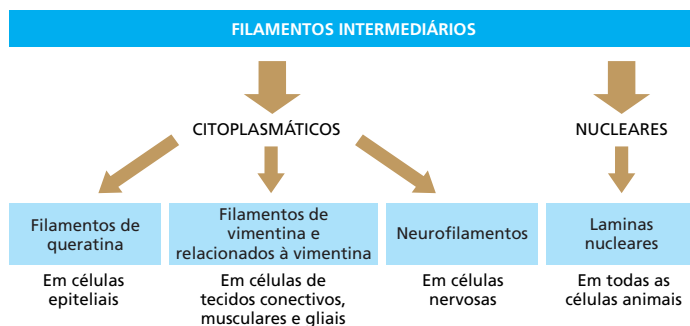 FILAMENTOS INTERMEDIÁRIOS
CITOPLASMÁTICOS
NUCLEARES
Filamentos de
queratina
Filamentos de
vimentina e
relacionados à vimentina
Neurofilamentos
Laminas
nucleares
Em células
epiteliais
Em células de
tecidos conectivos,
musculares e gliais
Em células
nervosas
Em todas as
células animais